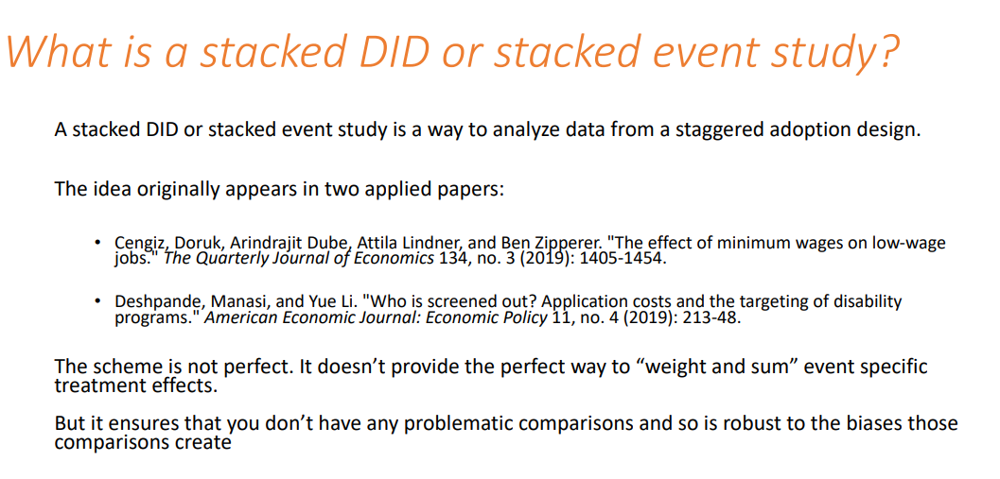 What is a stacked DID or stacked event study?
A stacked DID or stacked event study is a way to analyze data from a staggered adoption design.
The idea originally appears in two applied papers:
• Cengiz, Doruk, Arindrajit Dube, Attila Lindner, and Ben Zipperer. "The effect of minimum wages on low-wage
jobs." The Quarterly Journal of Economics 134, no. 3 (2019): 1405-1454.
• Deshpande, Manasi, and Yue Li. "Who is screened out? Application costs and the targeting of disability
programs." American Economic Journal: Economic Policy 11, no. 4 (2019): 213-48.
The scheme is not perfect. It doesn’t provide the perfect way to “weight and sum” event specific
treatment effects.
But it ensures that you don’t have any problematic comparisons and so is robust to the biases those
comparisons create